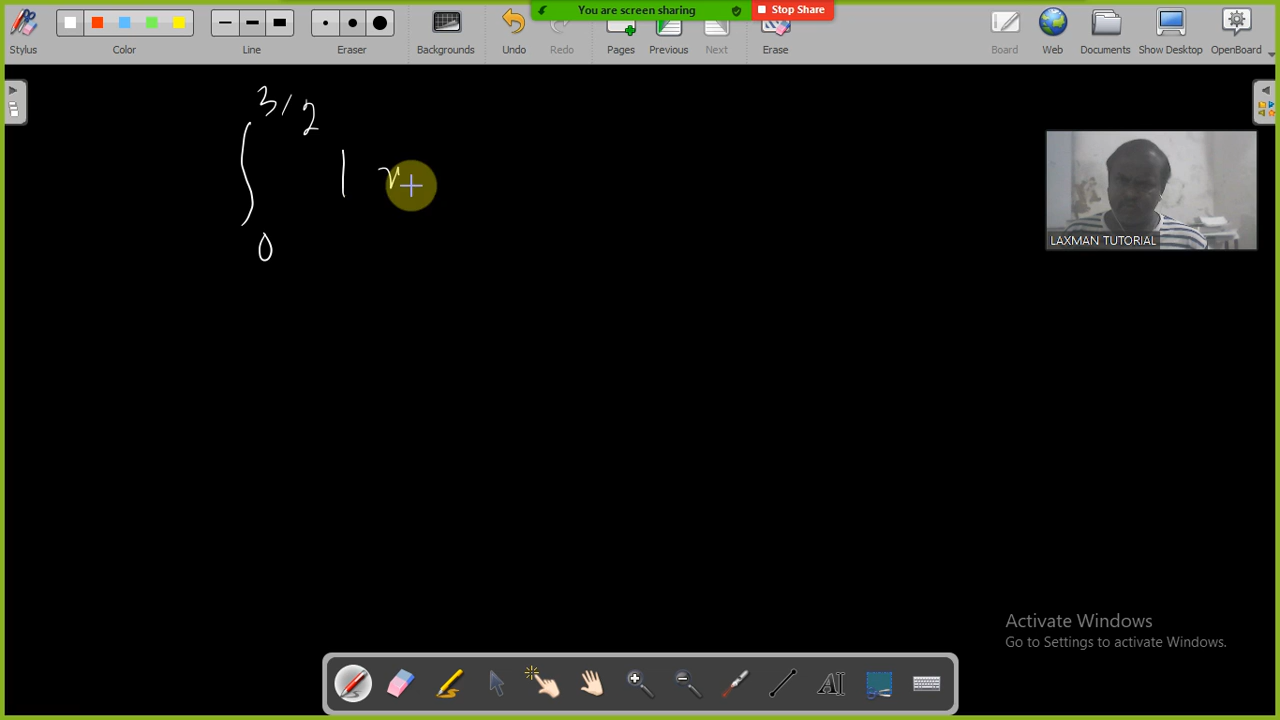 You are screen sharing Stop Share
Stylus Color Line Eraser Backgrounds Undo Redo Pages Previous Next Erase Board Web Documents Show Desktop OpenBoard
3/2
|
0
LAXMAN TUTORIAL
Activate Windows
Go to Settings to activate Windows.